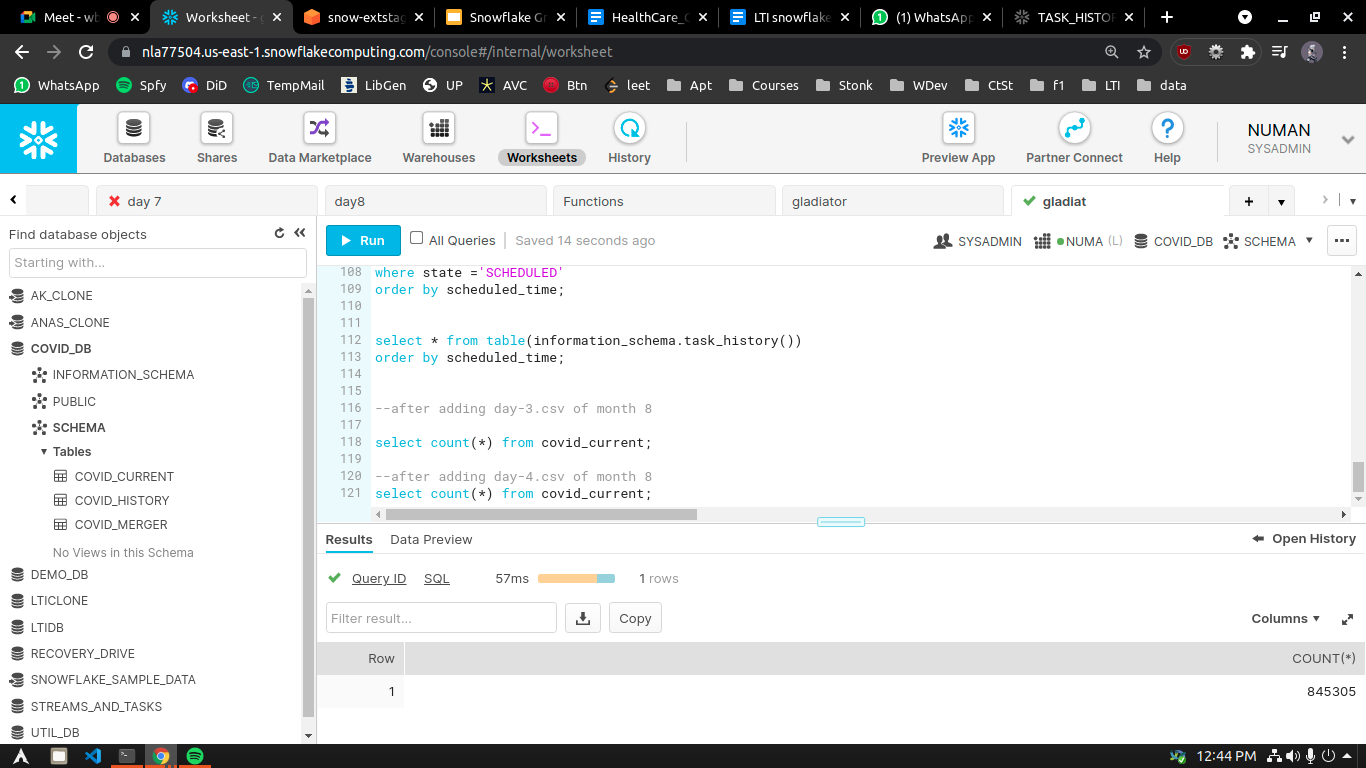 Meet - wb
Worksheet - g
snow-extstag
Snowflake Gr
HealthCare_C
LTI snowflake
(1) WhatsApp
TASK_HISTOR
nla77504.us-east-1.snowflakecomputing.com/console#/internal/worksheet
WhatsApp Spfy DiD TempMail LibGen UP AVC Btn leet Apt Courses Stonk WDev CtSt f1 LTI data
Databases Shares Data Marketplace Warehouses Worksheets History Preview App Partner Connect Help
NUMAN
SYSADMIN
day 7 day8 Functions gladiator gladiat
Find database objects
Starting with...
AK_CLONE
ANAS_CLONE
COVID_DB
INFORMATION_SCHEMA
PUBLIC
SCHEMA
Tables
COVID_CURRENT
COVID_HISTORY
COVID_MERGER
No Views in this Schema
DEMO_DB
LTICLONE
LTIDB
RECOVERY_DRIVE
SNOWFLAKE_SAMPLE_DATA
STREAMS_AND_TASKS
UTIL_DB
Run All Queries Saved 14 seconds ago SYSADMIN NUMA (L) COVID_DB SCHEMA
108 where state ='SCHEDULED'
109 order by scheduled_time;
110
111
112 select * from table(information_schema.task_history())
113 order by scheduled_time;
114
115
116 --after adding day-3.csv of month 8
117
118 select count(*) from covid_current;
119
120 --after adding day-4.csv of month 8
121 select count(*) from covid_current;
Results Data Preview Open History
Query ID SQL 57ms 1 rows
Filter result... Copy Columns
Row COUNT(*)
1 845305
12:44 PM